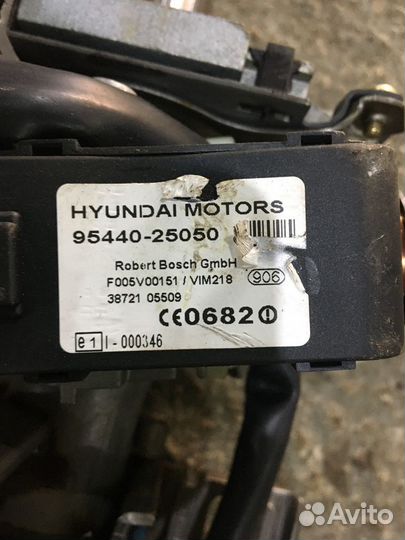 HYUNDAI MOTORS
95440-25050
Robert Bosch GmbH
F005V00151 / VIM218
906
38721 05509
CE0682
e1 I - 000346
Avito